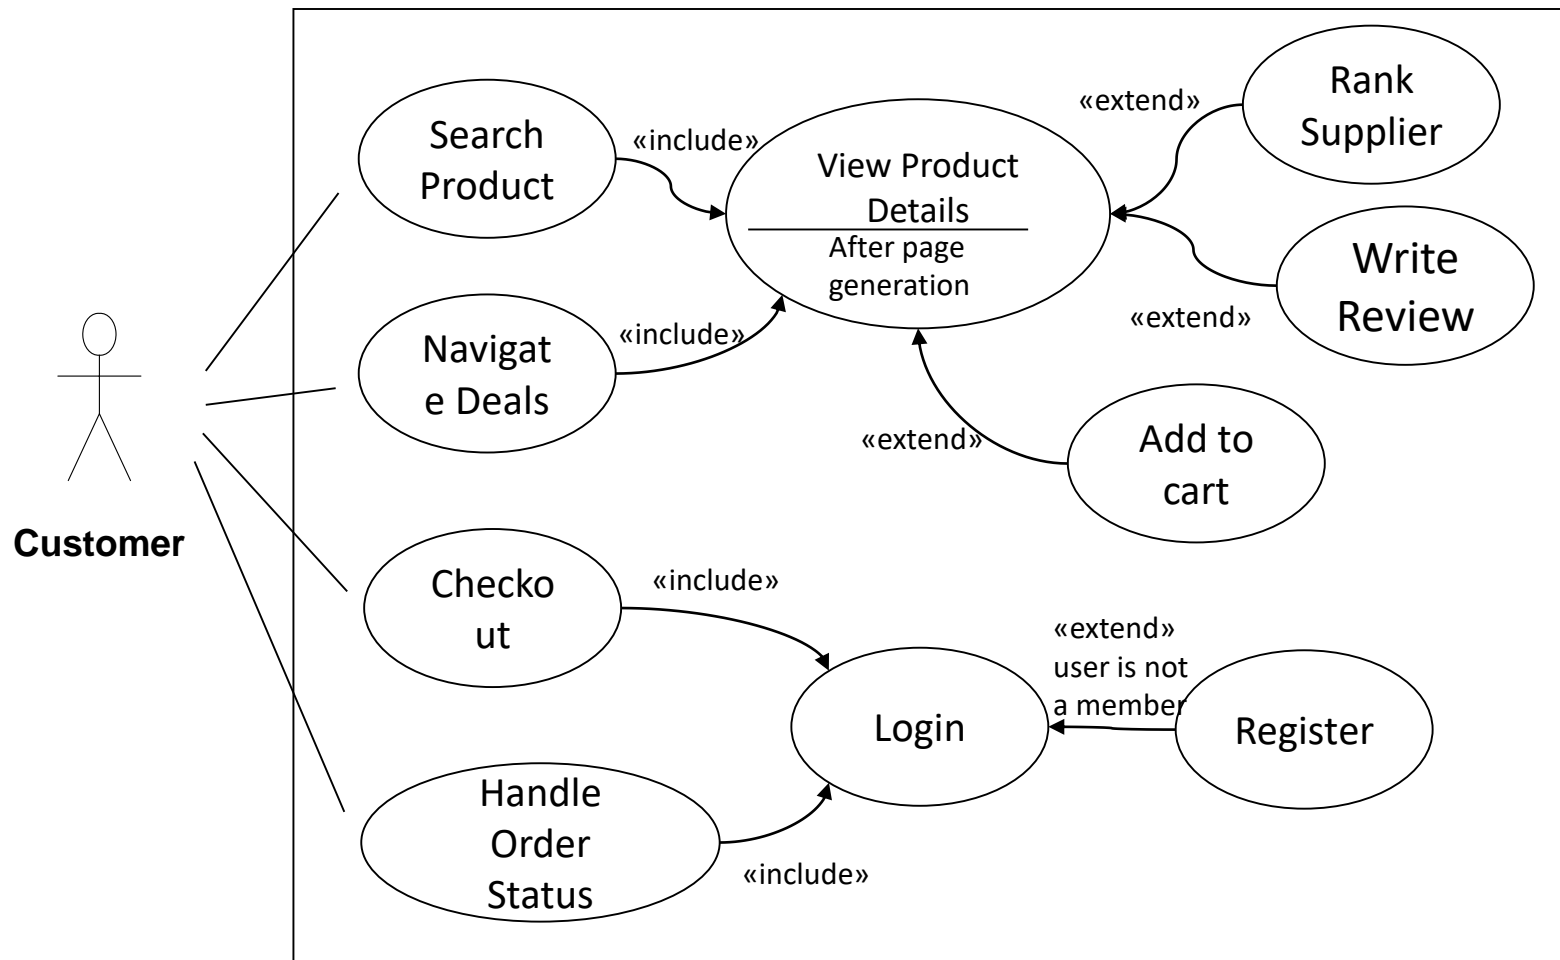 Search
Product
«include»
View Product
Details
After page
generation
«extend»
Rank
Supplier
Write
Review
«extend»
Navigat
e Deals
«include»
«extend»
Add to
cart
Customer
Checko
ut
«include»
Login
«extend»
user is not
a member
Register
Handle
Order
Status
«include»